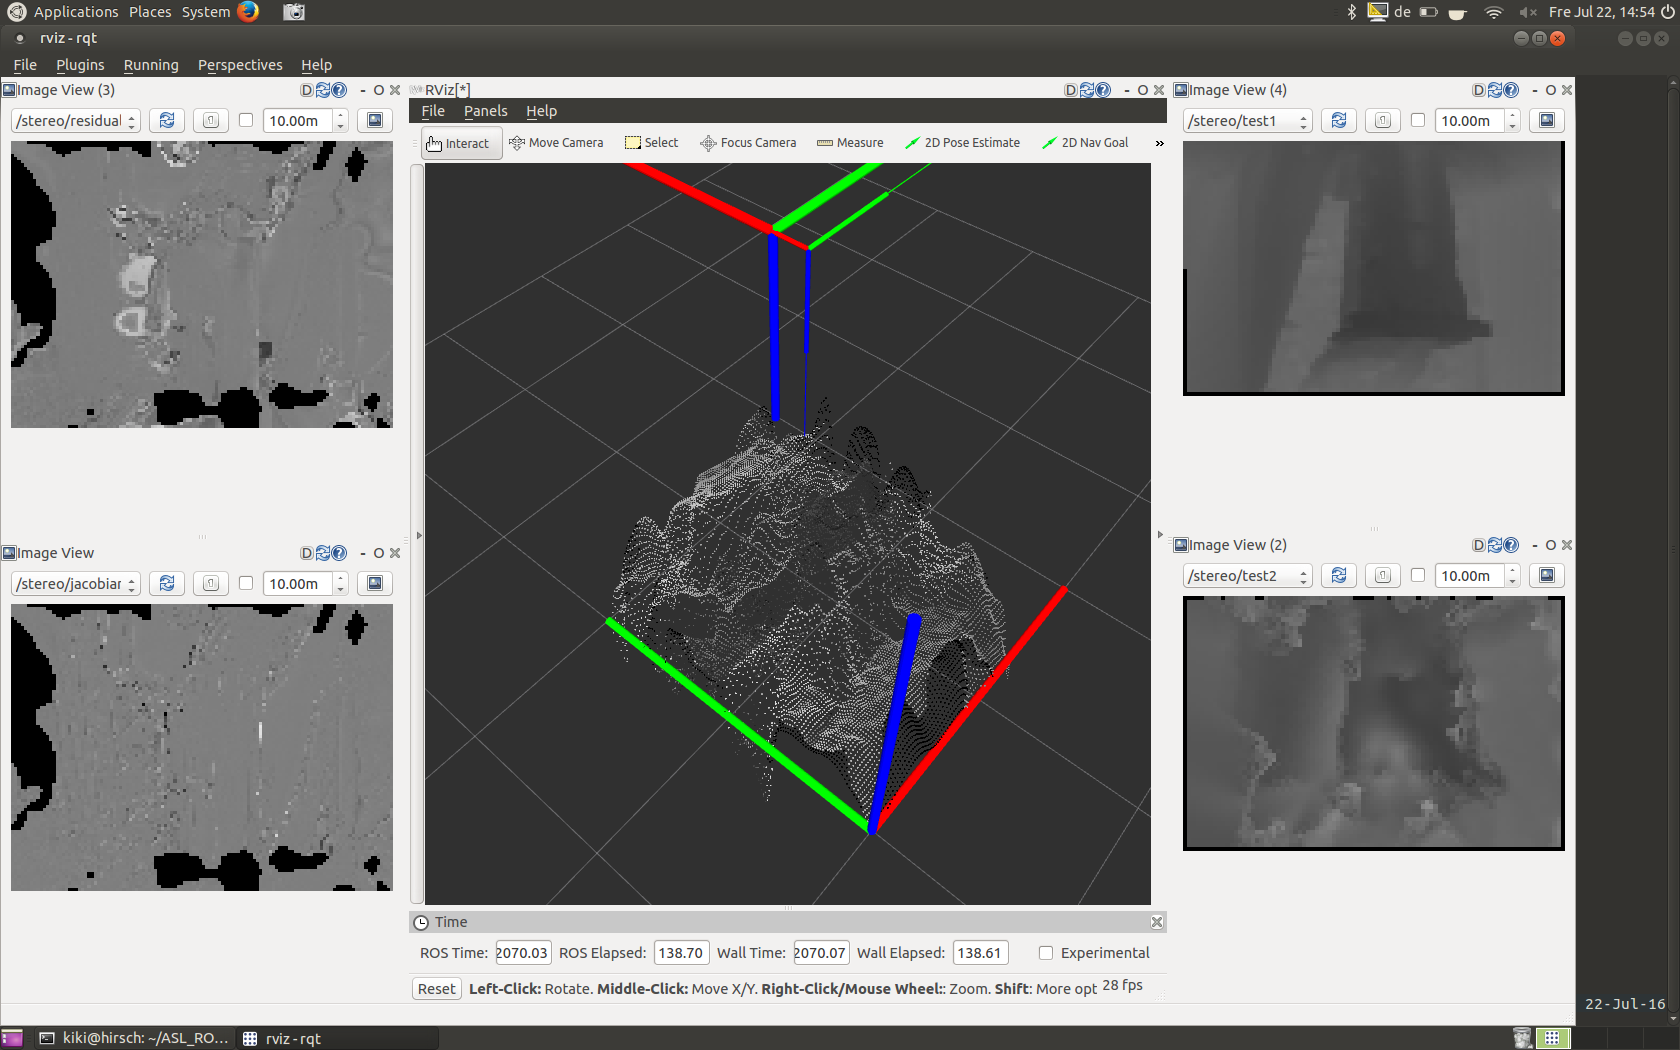 Applications Places System de Fre Jul 22, 14:54
rviz - rqt
File Plugins Running Perspectives Help
Image View (3) D - O
/stereo/residual 10.00m
Image View D - O
/stereo/jacobiar 10.00m
RViz[*] D - O
File Panels Help
Interact Move Camera Select Focus Camera Measure 2D Pose Estimate 2D Nav Goal »
Time
ROS Time: 2070.03 ROS Elapsed: 138.70 Wall Time: 2070.07 Wall Elapsed: 138.61 Experimental
Reset Left-Click: Rotate. Middle-Click: Move X/Y. Right-Click/Mouse Wheel:: Zoom. Shift: More opt 28 fps
Image View (4) D - O
/stereo/test1 10.00m
Image View (2) D - O
/stereo/test2 10.00m
22-Jul-16
kiki@hirsch: ~/ASL_RO... rviz - rqt